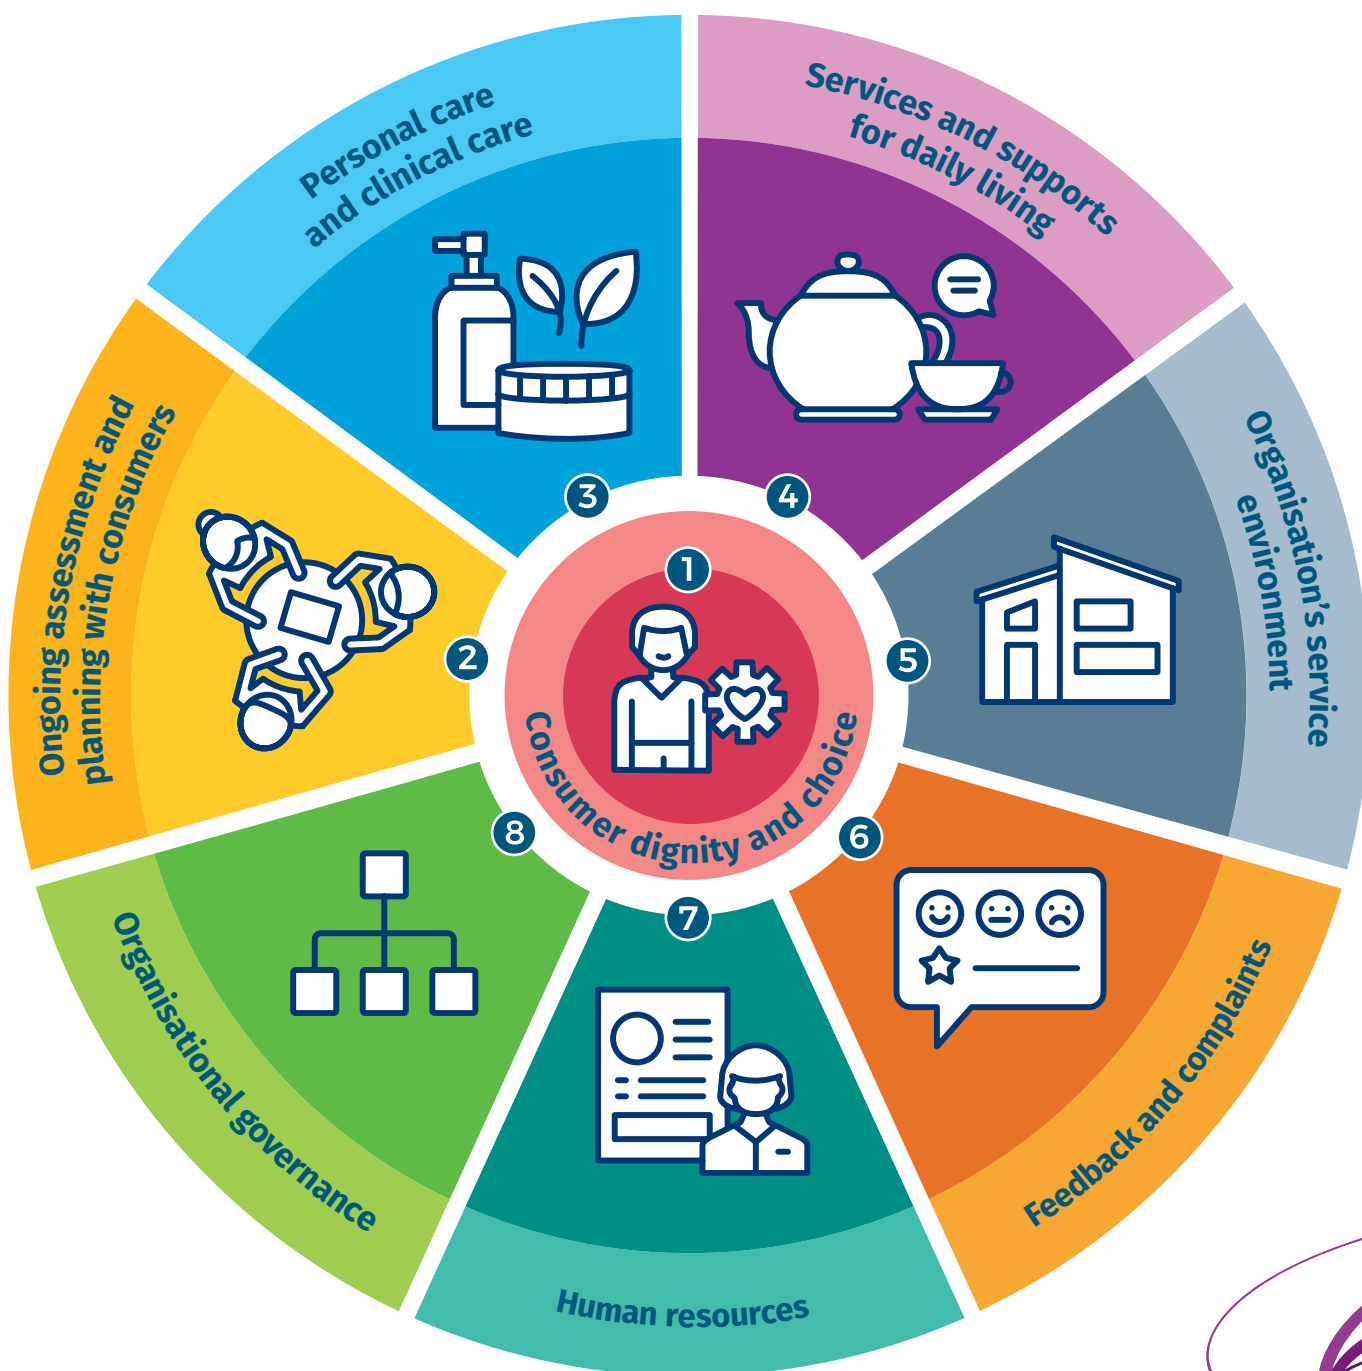 1
Consumer dignity and choice
2
Ongoing assessment and
planning with consumers
3
Personal care
and clinical care
4
Services and supports
for daily living
5
Organisation’s service
environment
6
Feedback and complaints
7
Human resources
8
Organisational governance